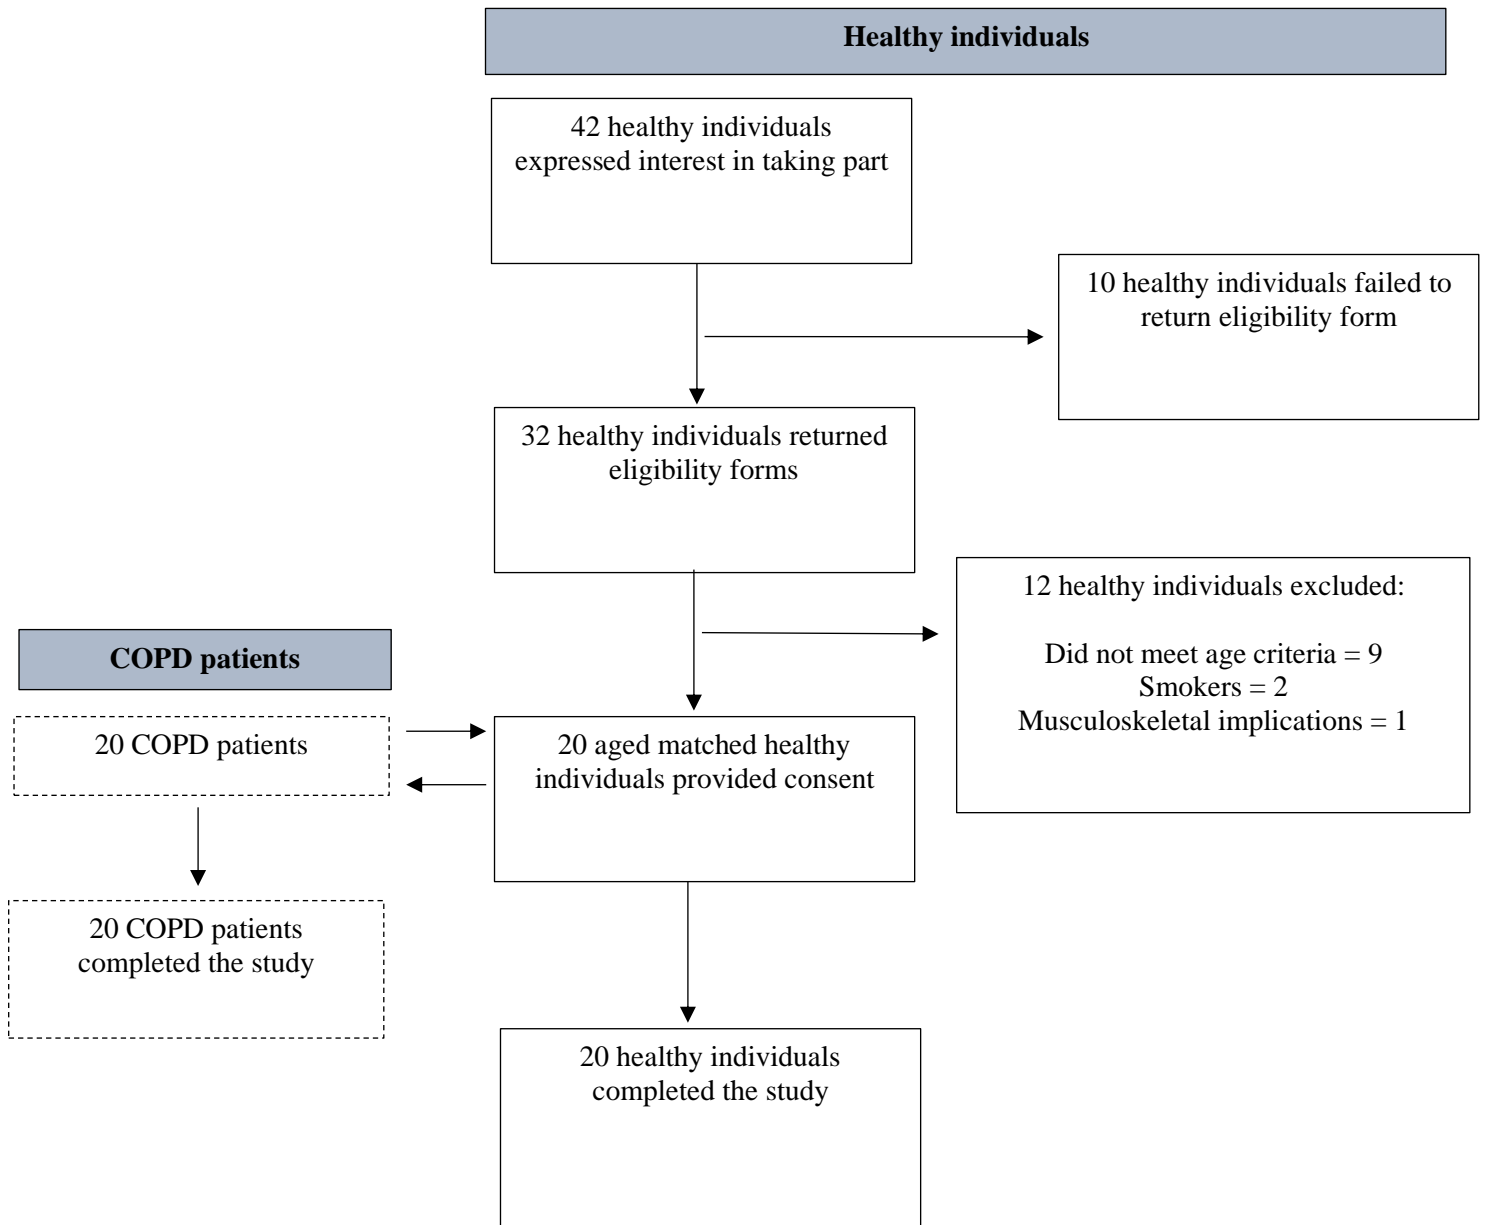 Healthy individuals
42 healthy individuals
expressed interest in taking part
10 healthy individuals failed to
return eligibility form
32 healthy individuals returned
eligibility forms
12 healthy individuals excluded:
Did not meet age criteria = 9
Smokers = 2
Musculoskeletal implications = 1
COPD patients
20 COPD patients
20 aged matched healthy
individuals provided consent
20 COPD patients
completed the study
20 healthy individuals
completed the study